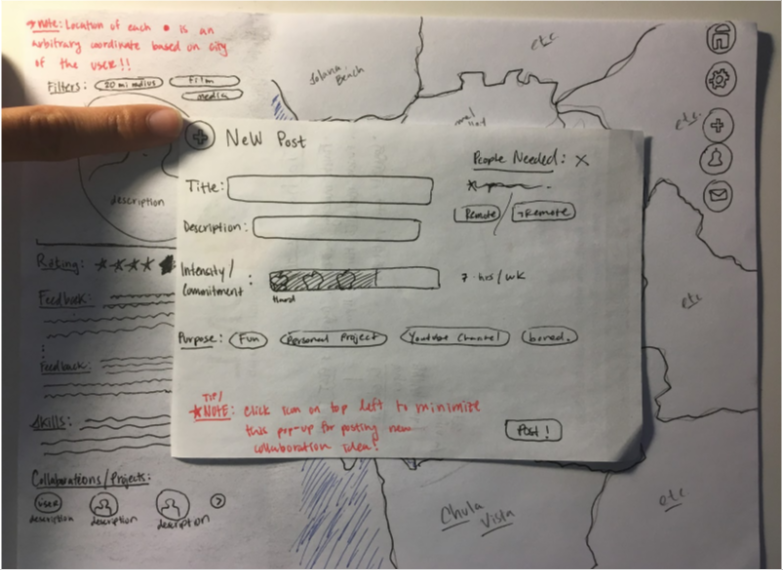 → note: Location of each • is an
arbitrary coordinate based on city
of the user!!
Filters: 20 mi radius film
media
description
Rating:
Feedback:
Feedback:
Skills:
Collaborations/Projects:
user
description description description
Solana
Beach
etc
etc.
etc
etc
Chula
Vista
+ New Post
Title:
Description:
Intensity/
Commitment :
Hard
7 hrs/wk
People Needed: X
Remote / ¬Remote
Purpose: Fun Personal Project Youtube Channel bored.
TIP/
*NOTE: click icon on top left to minimize
this pop-up for posting new
collaboration idea!
Post!